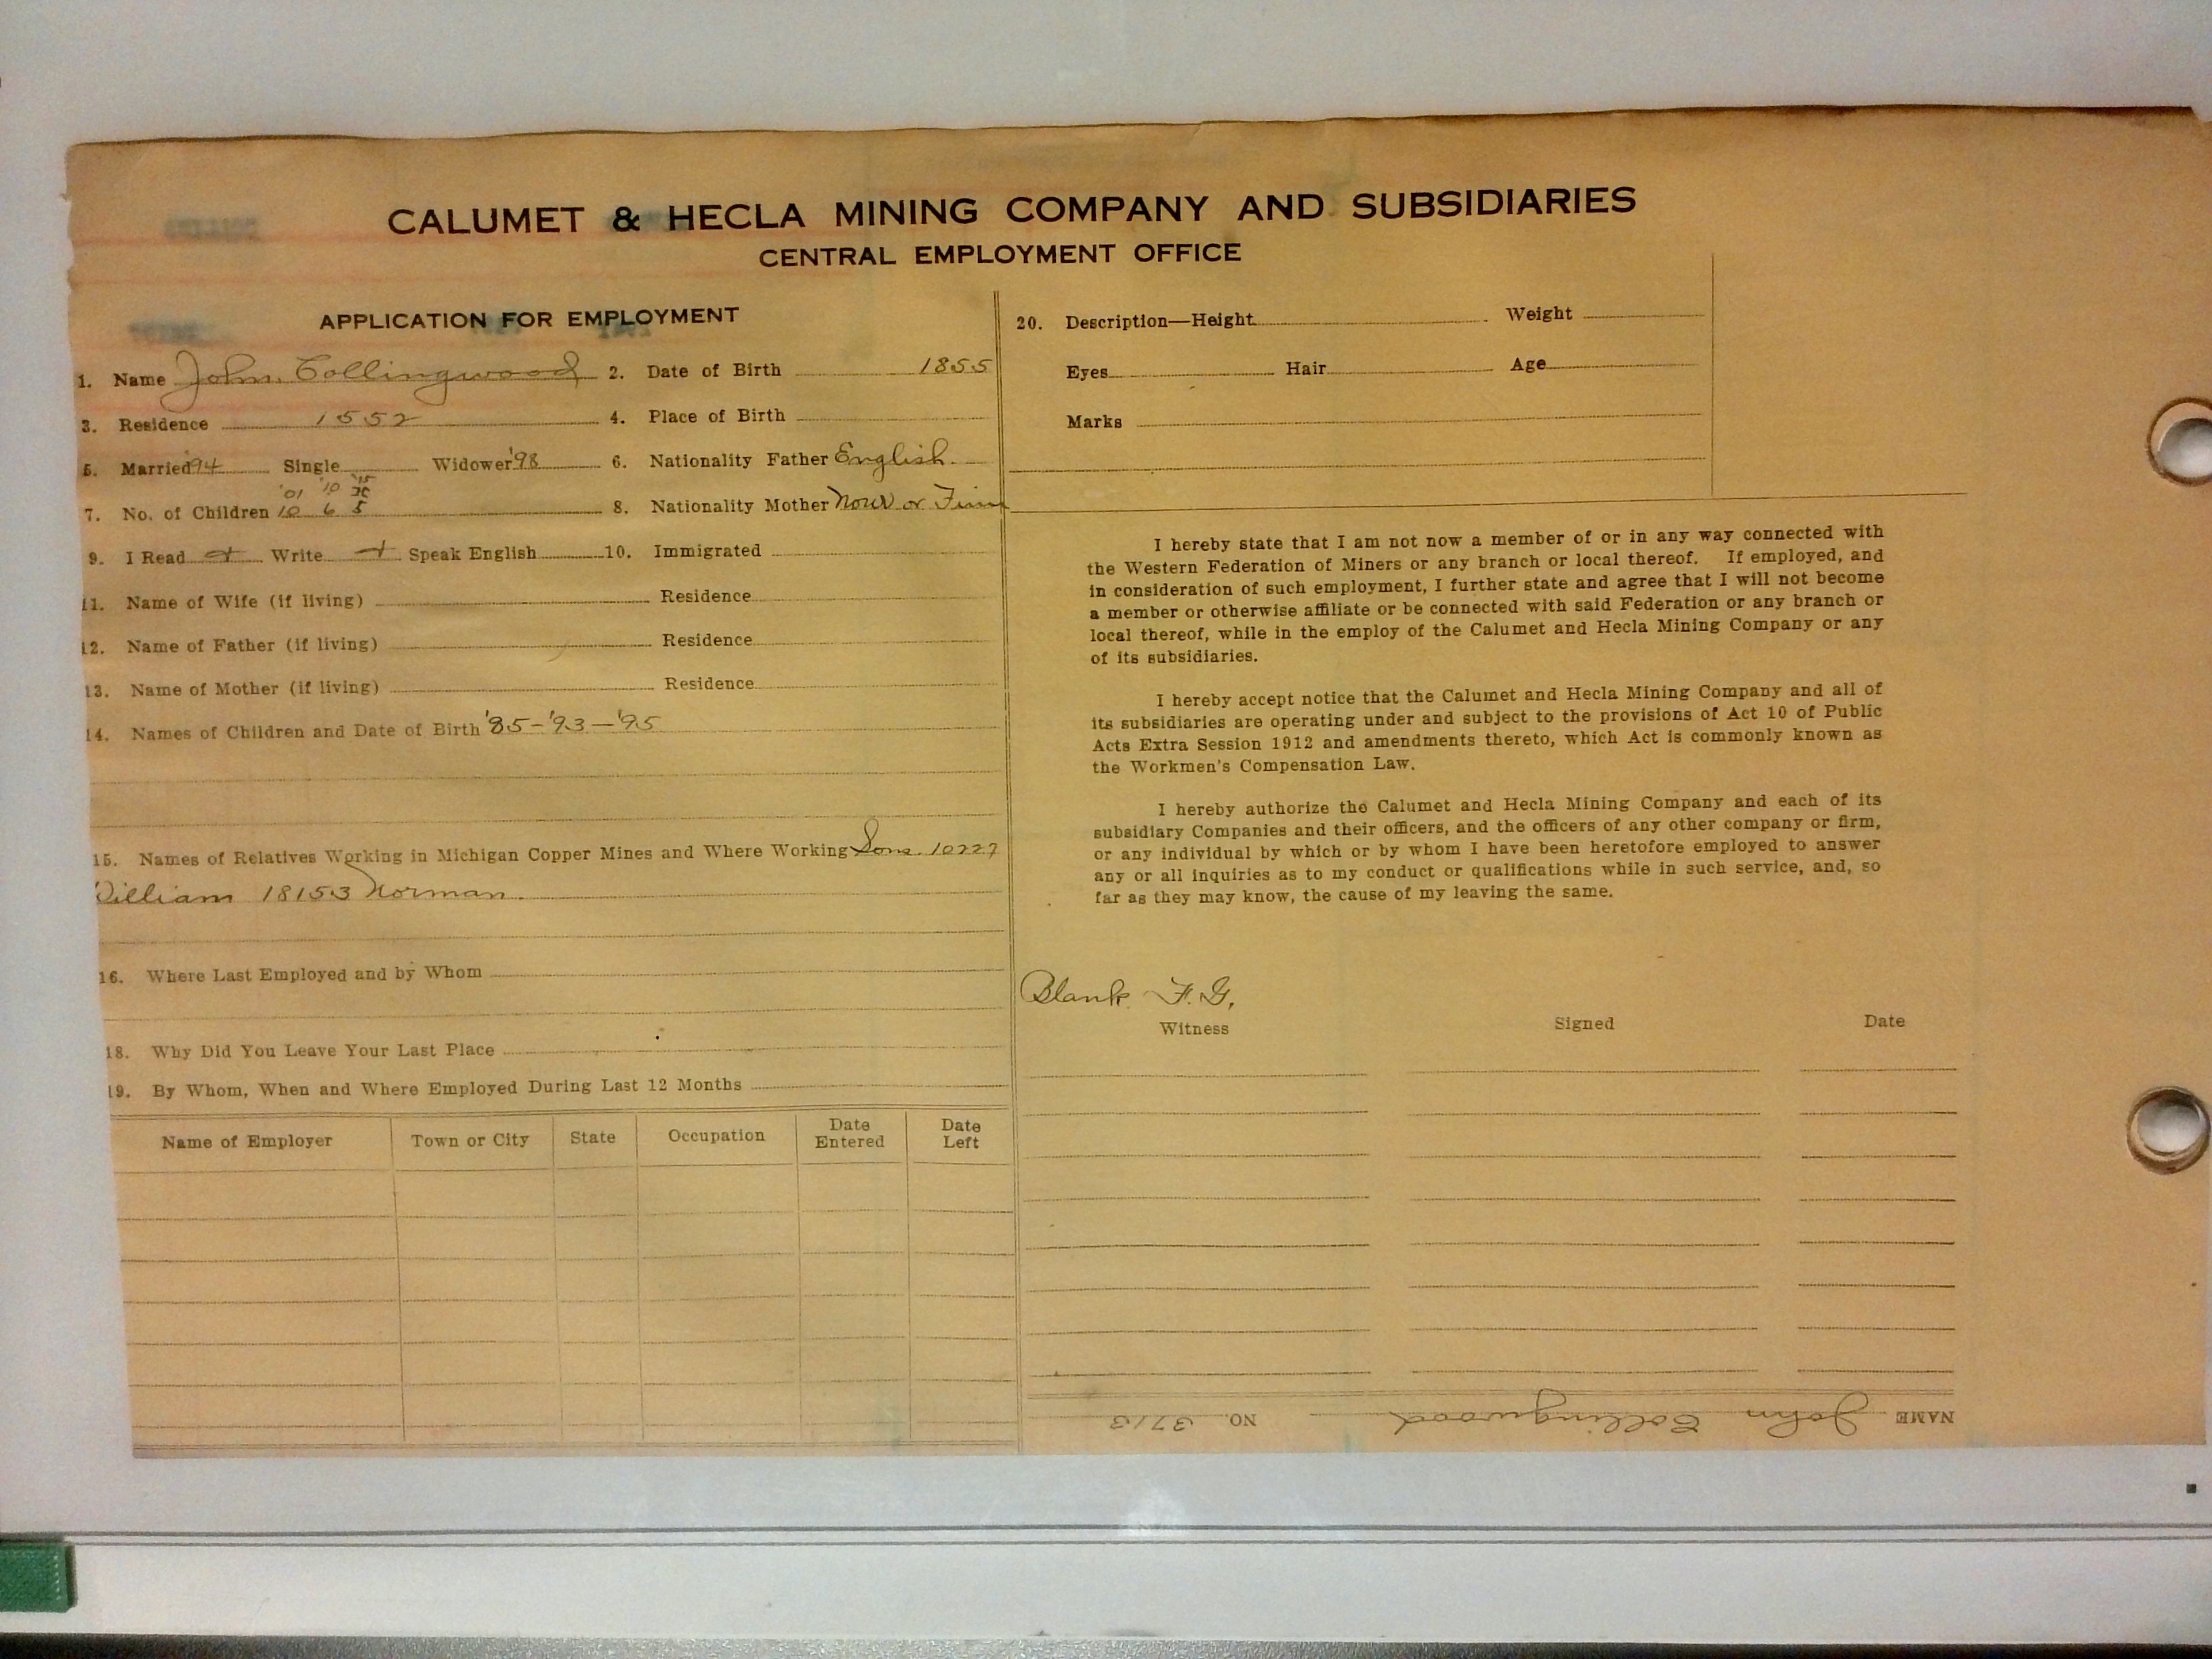 CALUMET & HECLA MINING COMPANY AND SUBSIDIARIES
CENTRAL EMPLOYMENT OFFICE
APPLICATION FOR EMPLOYMENT
1. Name John Collingwood 2. Date of Birth 1855
3. Residence 1552 4. Place of Birth
5. Married '94 Single Widower '98 6. Nationality Father English
'01 '10 '15
7. No. of Children 10 6 5 8. Nationality Mother Norw or Finn
9. I Read + Write + Speak English 10. Immigrated
11. Name of Wife (if living) Residence
12. Name of Father (if living) Residence
13. Name of Mother (if living) Residence
14. Names of Children and Date of Birth '85-'93-'95
15. Names of Relatives Working in Michigan Copper Mines and Where Working Sons 10227
William 18153 Norman.
16. Where Last Employed and by Whom
18. Why Did You Leave Your Last Place
19. By Whom, When and Where Employed During Last 12 Months
Name of Employer Town or City State Occupation Date Entered Date Left
20. Description—Height Weight
Eyes Hair Age
Marks
I hereby state that I am not now a member of or in any way connected with
the Western Federation of Miners or any branch or local thereof. If employed, and
in consideration of such employment, I further state and agree that I will not become
a member or otherwise affiliate or be connected with said Federation or any branch or
local thereof, while in the employ of the Calumet and Hecla Mining Company or any
of its subsidiaries.
I hereby accept notice that the Calumet and Hecla Mining Company and all of
its subsidiaries are operating under and subject to the provisions of Act 10 of Public
Acts Extra Session 1912 and amendments thereto, which Act is commonly known as
the Workmen's Compensation Law.
I hereby authorize the Calumet and Hecla Mining Company and each of its
subsidiary Companies and their officers, and the officers of any other company or firm,
or any individual by which or by whom I have been heretofore employed to answer
any or all inquiries as to my conduct or qualifications while in such service, and, so
far as they may know, the cause of my leaving the same.
Blank F.G.
Witness Signed Date
NAME John Collingwood NO. 3713